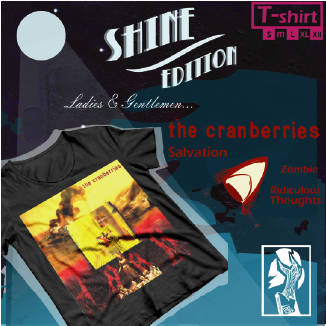 T-shirt
S M L XL XII
SHINE
EDITION
Ladies & Gentlemen...
the cranberries
Salvation
Zombie
Ridiculous
Thoughts
the cranberries